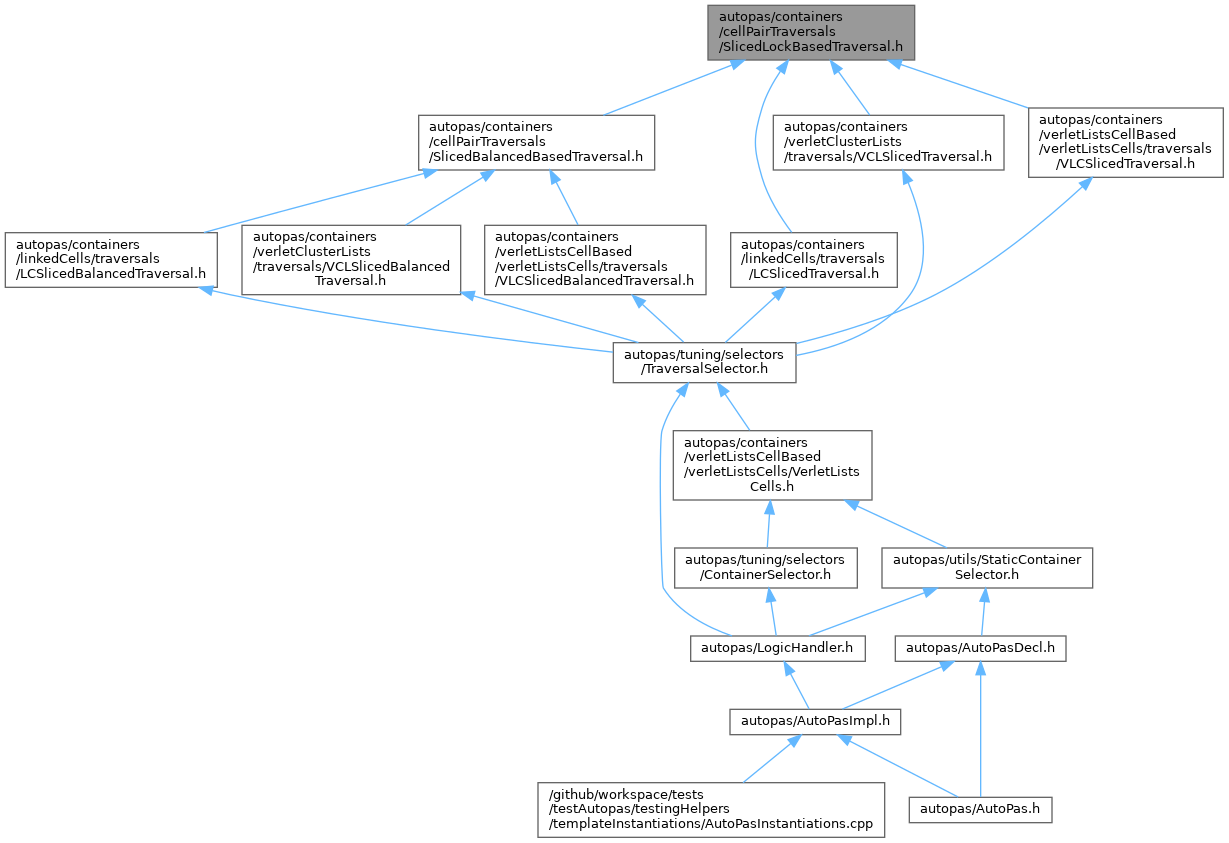 autopas/containers
/cellPairTraversals
/SlicedLockBasedTraversal.h
autopas/containers
/cellPairTraversals
/SlicedBalancedBasedTraversal.h
autopas/containers
/verletClusterLists
/traversals/VCLSlicedTraversal.h
autopas/containers
/verletListsCellBased
/verletListsCells/traversals
/VLCSlicedTraversal.h
autopas/containers
/linkedCells/traversals
/LCSlicedBalancedTraversal.h
autopas/containers
/verletClusterLists
/traversals/VCLSlicedBalanced
Traversal.h
autopas/containers
/verletListsCellBased
/verletListsCells/traversals
/VLCSlicedBalancedTraversal.h
autopas/containers
/linkedCells/traversals
/LCSlicedTraversal.h
autopas/tuning/selectors
/TraversalSelector.h
autopas/containers
/verletListsCellBased
/verletListsCells/VerletLists
Cells.h
autopas/tuning/selectors
/ContainerSelector.h
autopas/utils/StaticContainer
Selector.h
autopas/LogicHandler.h
autopas/AutoPasDecl.h
autopas/AutoPasImpl.h
/github/workspace/tests
/testAutopas/testingHelpers
/templateInstantiations/AutoPasInstantiations.cpp
autopas/AutoPas.h